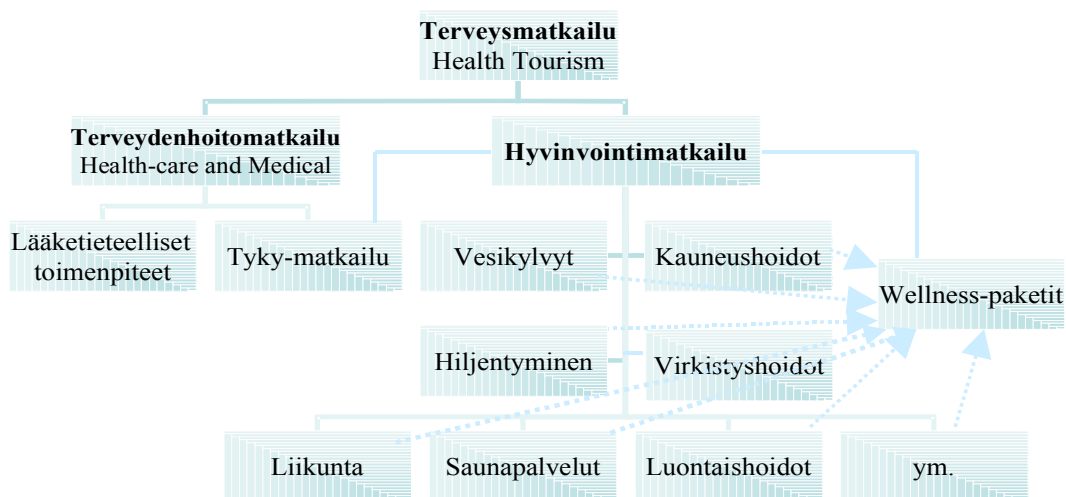 Terveysmatkailu
Health Tourism
Terveydenhoitomatkailu
Health-care and Medical
Hyvinvointimatkailu
Lääketieteelliset
toimenpiteet
Tyky-matkailu
Vesikylvyt
Kauneushoidot
Wellness-paketit
Hiljentyminen
Virkistyshoidot
Liikunta
Saunapalvelut
Luontaishoidot
ym.